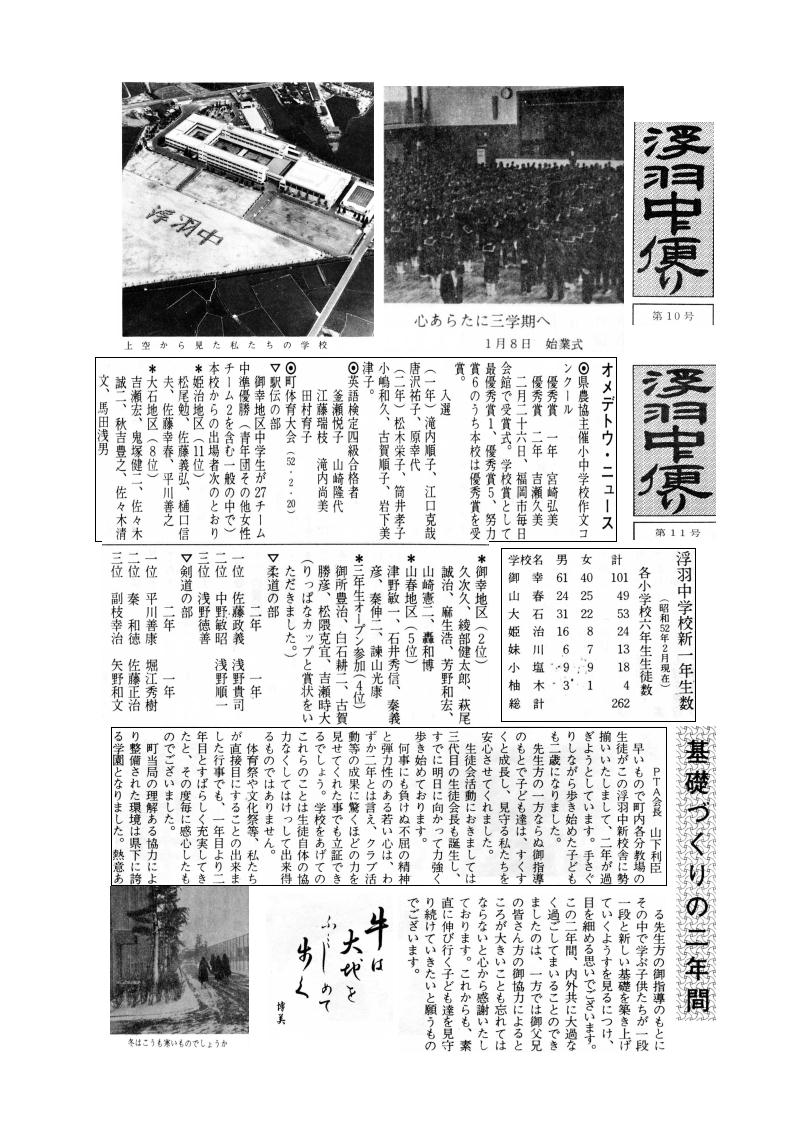 浮羽中便り
第10号
心あらたに三学期へ
1月8日 始業式
浮羽中
上空から見た私たちの学校
浮羽中便り
第11号
オメデトウ・ニュース
◎県農協主催小中学校作文コ
ンクール
優秀賞 一年 宮崎弘美
優秀賞 二年 吉瀬久美
二月二十六日、福岡市毎日
会館で受賞式。学校賞として
最優秀賞1、優秀賞5、努力
賞6のうち本校は優秀賞を受
賞。
入選
(一年)滝内順子、江口克哉
唐沢祐子、原幸代
(二年)松木栄子、筒井孝子
小嶋和久、古賀順子、岩下美
津子。
◎英語検定四級合格者
釜瀬悦子 山崎隆代
江藤瑞枝 滝内尚美
田村育子
◎町体育大会(52・2・20)
▽駅伝の部
御幸地区中学生が27チーム
中準優勝(青年団その他女性
チーム2を含む一般の中で)
本校からの出場者次のとおり
*姫治地区(11位)
松尾勉、佐藤義弘、樋口信
夫、佐藤幸春、平川善之
*大石地区(8位)
吉瀬宏、鬼塚健二、佐々木
誠二、秋吉豊之、佐々木清
文、馬田浅男
*御幸地区(2位)
久次久、綾部健太郎、萩尾
誠治、麻生浩、芳野和宏、
山崎憲二、轟和博
*山春地区(5位)
津野敏一、石井秀信、秦義
彦、秦伸二、諫山光康
*三年生オープン参加(4位)
御所豊治、白石耕二、古賀
勝彦、松隈克宜、吉瀬時大
(りっぱなカップと賞状をい
ただきました。)
▽柔道の部
二年 一年
一位 佐藤政義 浅野貴司
二位 中野敏昭 浅野順一
三位 浅野徳善
▽剣道の部
二年 一年
一位 平川善康 堀江秀樹
二位 秦和徳 佐藤正治
三位 副枝幸治 矢野和文
浮羽中学校新一年生数
(昭和52年2月現在)
各小学校六年生生徒数
学校名 男 女 計
御幸 61 40 101
山春 24 25 49
大石 31 22 53
姫治 16 8 24
妹川 6 7 13
小塩 9 9 18
柚木 3 1 4
総計 262
基礎づくりの二年間
PTA会長 山下利臣
早いもので町内各分教場の
生徒がこの浮羽中新校舎に勢
揃いいたしまして、二年が過
ぎようとしています。手さぐ
りしながら歩き始めた子ども
も二歳になりました。
先生方の一方ならぬ御指導
のもとで子ども達は、すくす
くと成長し、見守る私たちを
安心させてくれました。
生徒会活動におきましては
三代目の生徒会長も誕生し、
すでに明日に向かって力強く
歩き始めております。
何事にも負けぬ不屈の精神
と弾力性のある若い心は、わ
ずか二年とは言え、クラブ活
動等の成果に驚くほどの力を
見せてくれた事でも立証でき
るでしょう。学校をあげての
これらのことは生徒自体の協
力なくしてはけっして出来得
るものではありません。
体育祭や文化祭等、私たち
が直接目にすることの出来ま
した行事でも、一年目より二
年目とすばらしく充実してき
たと、その度毎に感心したも
のでございました。
町当局の理解ある協力によ
り整備された環境は県下に誇
る学園となりました。熱意あ
る先生方の御指導のもとに
その中で学ぶ子供たちが一段
一段と新しい基礎を築き上げ
ていくようすを見るにつけ、
目を細める思いでございます。
この二年間、内外共に大過な
く過ごしてまいることのでき
ましたのは、一方では御父兄
の皆さん方の御協力によると
ころが大きいことも忘れては
ならないと心から感謝いたし
ております。これからも、素
直に伸び行く子ども達を見守
り続けていきたいと願うもの
でございます。
牛は
大地を
ふみしめて
歩く
博美
冬はこうも寒いものでしょうか